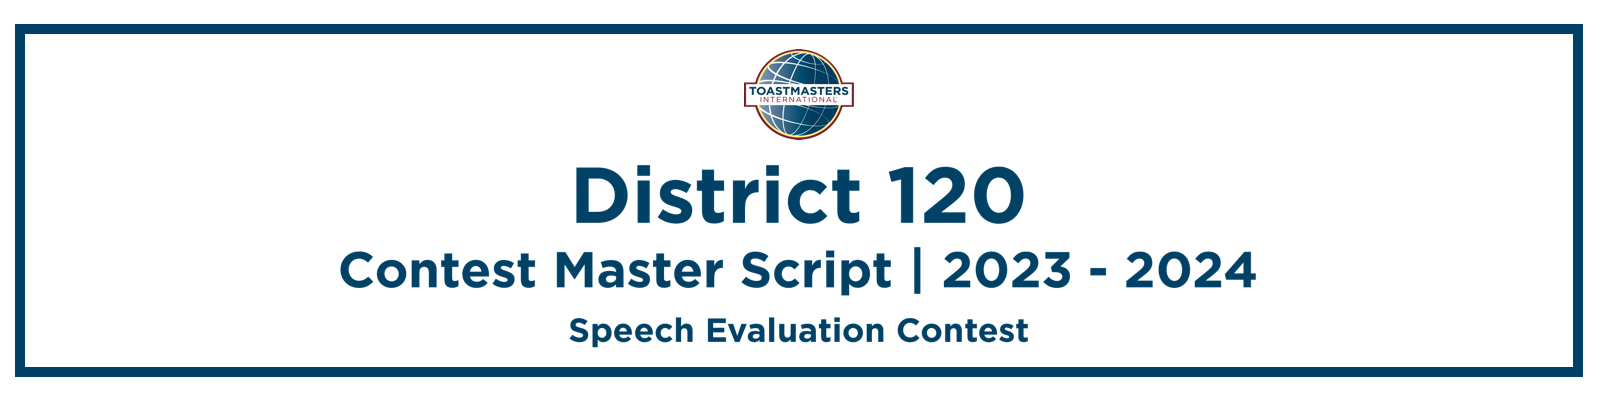 TOASTMASTERS
INTERNATIONAL
District 120
Contest Master Script | 2023 - 2024
Speech Evaluation Contest